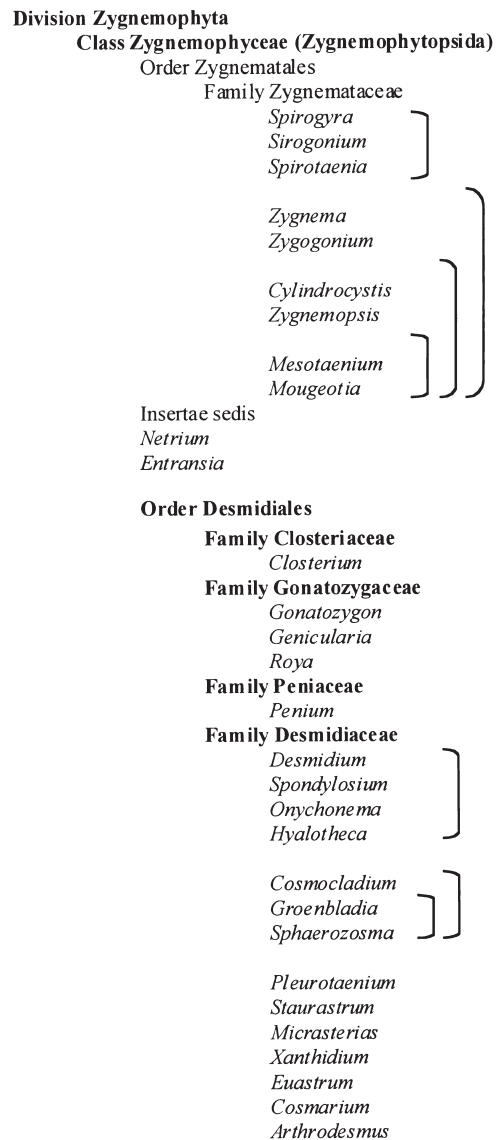 Division Zygnemophyta
Class Zygnemophyceae (Zygnemophytopsida)
Order Zygnematales
Family Zygnemataceae
Spirogyra
Sirogonium
Spirotaenia
Zygnema
Zygogonium
Cylindrocystis
Zygnemopsis
Mesotaenium
Mougeotia
Insertae sedis
Netrium
Entransia
Order Desmidiales
Family Closteriaceae
Closterium
Family Gonatozygaceae
Gonatozygon
Genicularia
Roya
Family Peniaceae
Penium
Family Desmidiaceae
Desmidium
Spondylosium
Onychonema
Hyalotheca
Cosmocladium
Groenbladia
Sphaerozosma
Pleurotaenium
Staurastrum
Micrasterias
Xanthidium
Euastrum
Cosmarium
Arthrodesmus